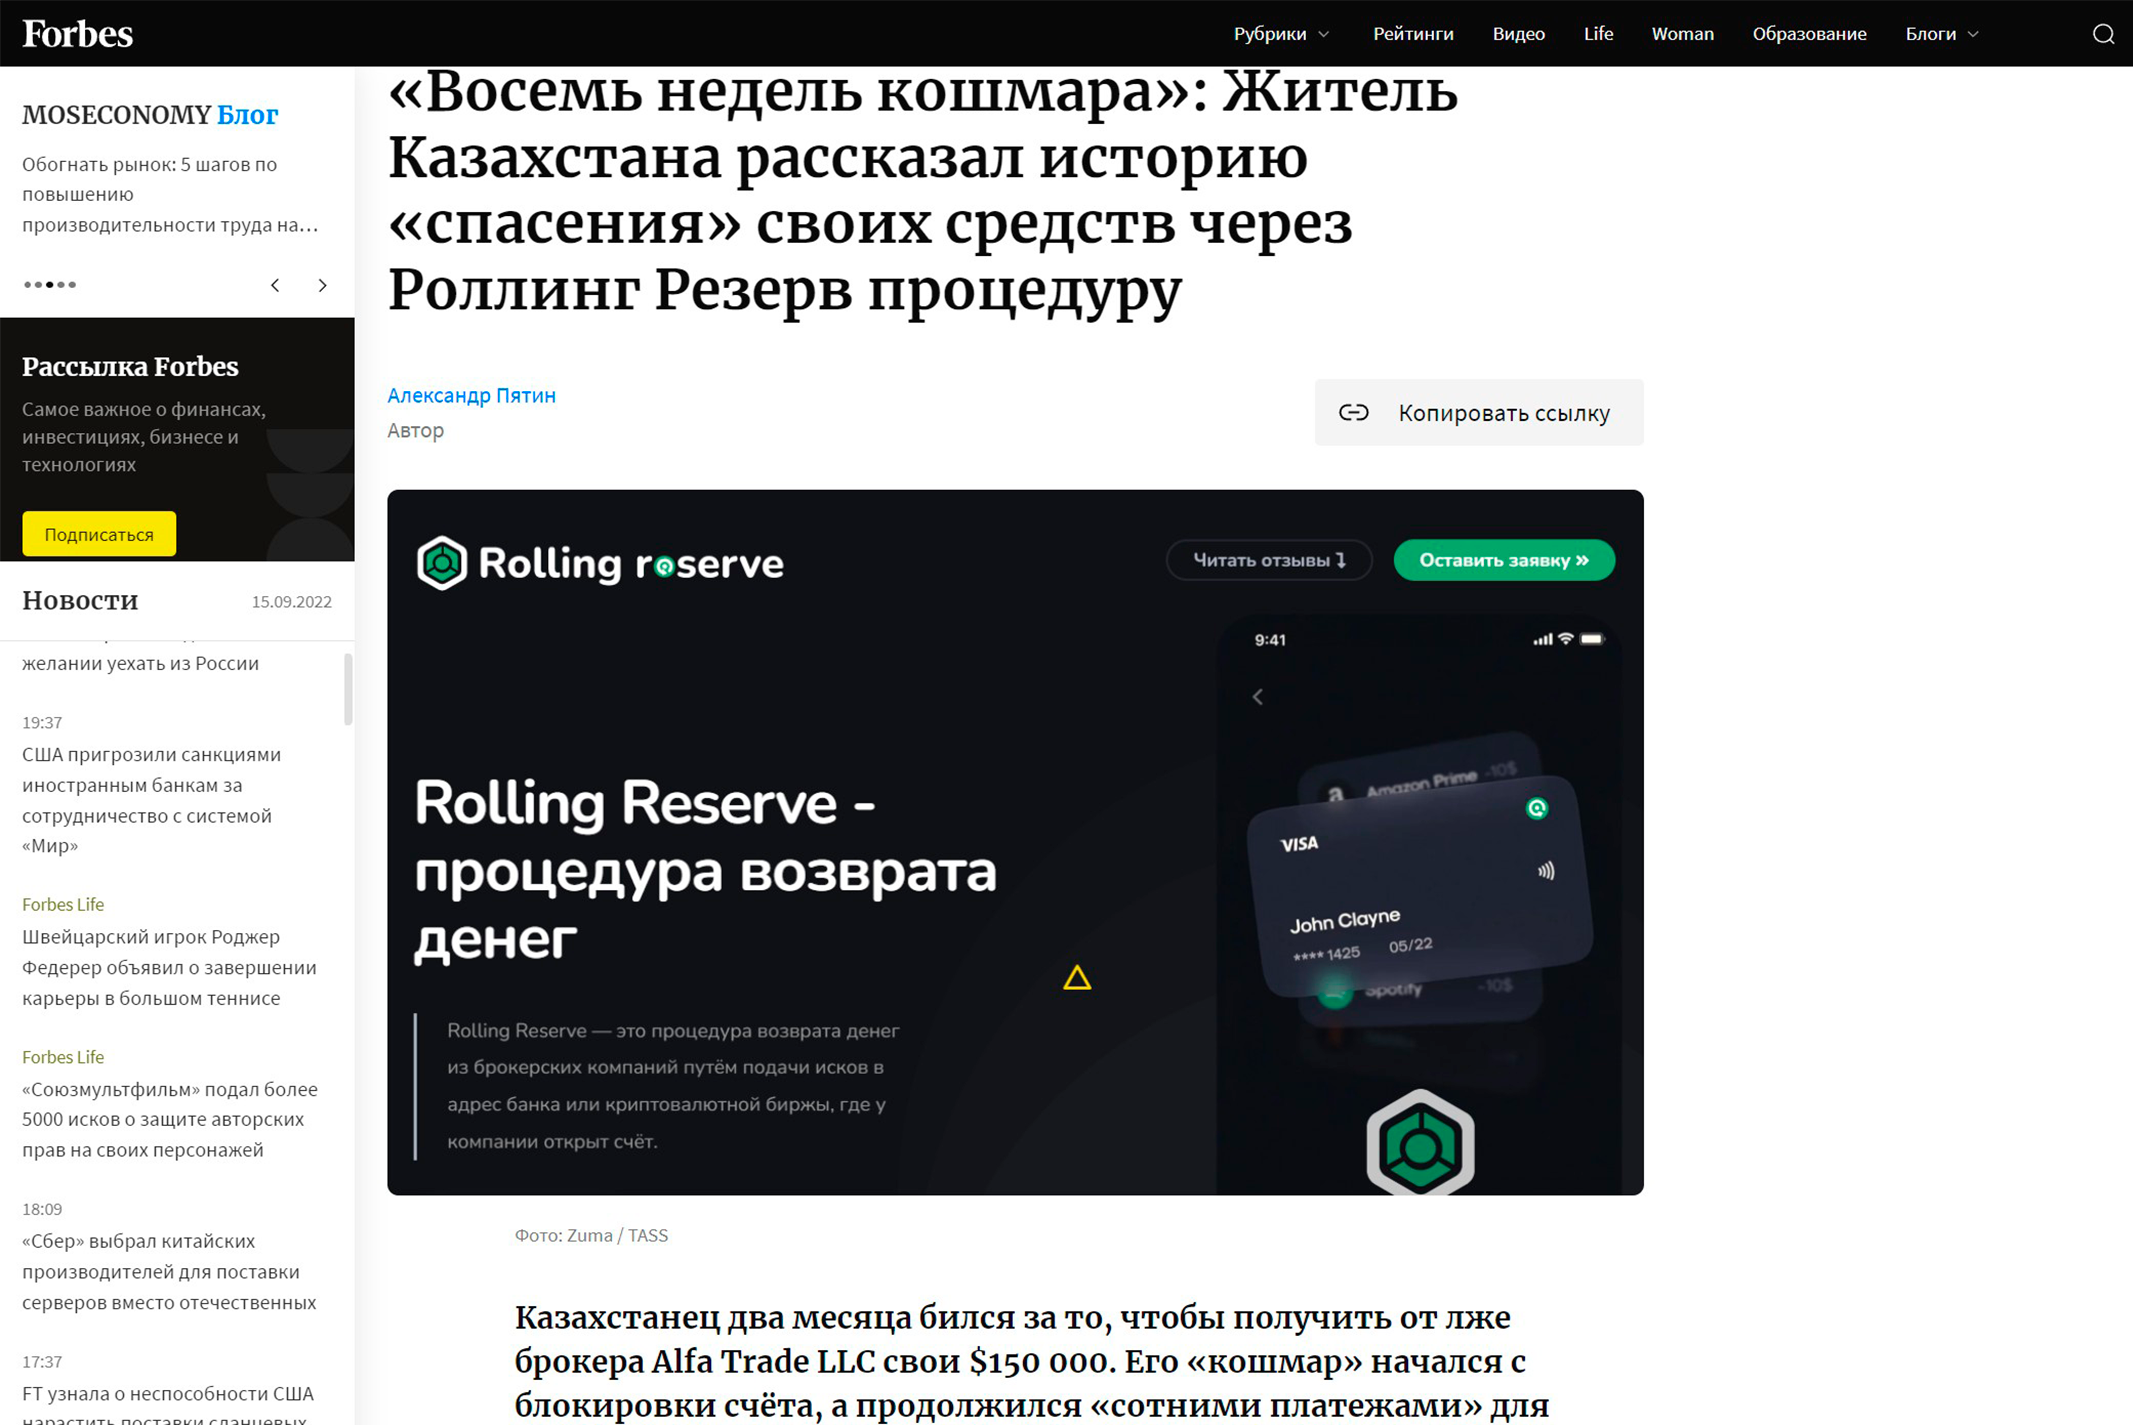 Forbes
Рубрики
Рейтинги
Видео
Life
Woman
Образование
Блоги
MOSECONOMY Блог
Обогнать рынок: 5 шагов по
повышению
производительности труда на…
Рассылка Forbes
Самое важное о финансах,
инвестициях, бизнесе и
технологиях
Подписаться
Новости
15.09.2022
желании уехать из России
19:37
США пригрозили санкциями
иностранным банкам за
сотрудничество с системой
«Мир»
Forbes Life
Швейцарский игрок Роджер
Федерер объявил о завершении
карьеры в большом теннисе
Forbes Life
«Союзмультфильм» подал более
5000 исков о защите авторских
прав на своих персонажей
18:09
«Сбер» выбрал китайских
производителей для поставки
серверов вместо отечественных
17:37
FT узнала о неспособности США
нарастить поставки сланцевых
«Восемь недель кошмара»: Житель
Казахстана рассказал историю
«спасения» своих средств через
Роллинг Резерв процедуру
Александр Пятин
Автор
Копировать ссылку
Rolling reserve
Читать отзывы
Оставить заявку »
9:41
Amazon Prime -10$
VISA
John Clayne
**** 1425 05/22
Spotify -10$
Rolling Reserve -
процедура возврата
денег
Rolling Reserve — это процедура возврата денег
из брокерских компаний путём подачи исков в
адрес банка или криптовалютной биржы, где у
компании открыт счёт.
Фото: Zuma / TASS
Казахстанец два месяца бился за то, чтобы получить от лже
брокера Alfa Trade LLC свои $150 000. Его «кошмар» начался с
блокировки счёта, а продолжился «сотними платежами» для